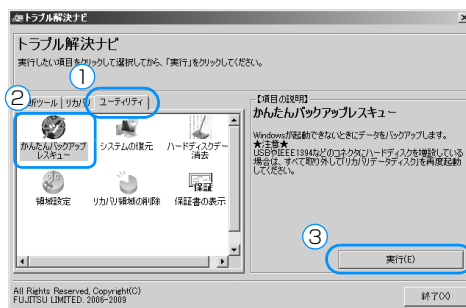 トラブル解決ナビ
トラブル解決ナビ
実行したい項目をクリックして選択してから、「実行」をクリックしてください。
①
②
断ツール
リカバリ
ユーティリティ
かんたんバックアップ
レスキュー
システムの復元
ハードディスクデータ
消去
領域設定
リカバリ領域の削除
保証
保証書の表示
【項目の説明】
かんたんバックアップレスキュー
Windowsが起動できないときにデータをバックアップします。
★注意★
USBやIEEE1394などのコネクタにハードディスクを増設している
場合は、すべて取り外して「リカバリデータディスク」を再度起動
してください。
③
実行(E)
All Rights Reserved, Copyright(C)
FUJITSU LIMITED. 2006-2009
終了(X)